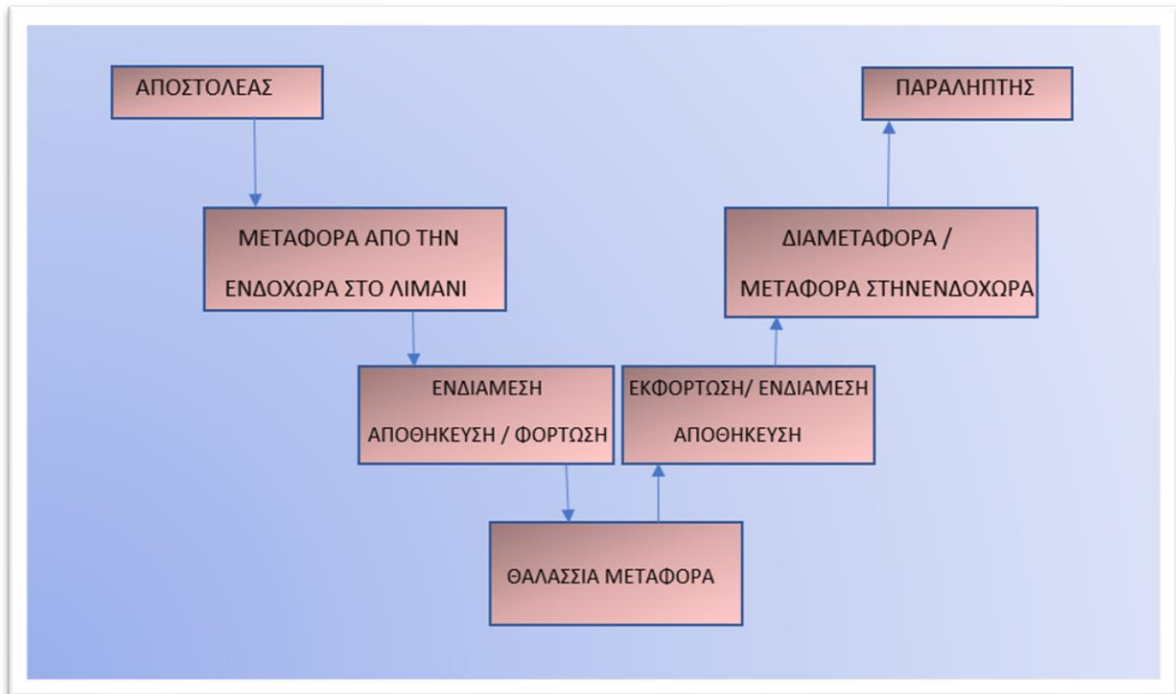 ΑΠΟΣΤΟΛΕΑΣ
ΜΕΤΑΦΟΡΑ ΑΠΟ ΤΗΝ
ΕΝΔΟΧΩΡΑ ΣΤΟ ΛΙΜΑΝΙ
ΕΝΔΙΑΜΕΣΗ
ΑΠΟΘΗΚΕΥΣΗ / ΦΟΡΤΩΣΗ
ΘΑΛΑΣΣΙΑ ΜΕΤΑΦΟΡΑ
ΕΚΦΟΡΤΩΣΗ/ ΕΝΔΙΑΜΕΣΗ
ΑΠΟΘΗΚΕΥΣΗ
ΔΙΑΜΕΤΑΦΟΡΑ /
ΜΕΤΑΦΟΡΑ ΣΤΗΝΕΝΔΟΧΩΡΑ
ΠΑΡΑΛΗΠΤΗΣ